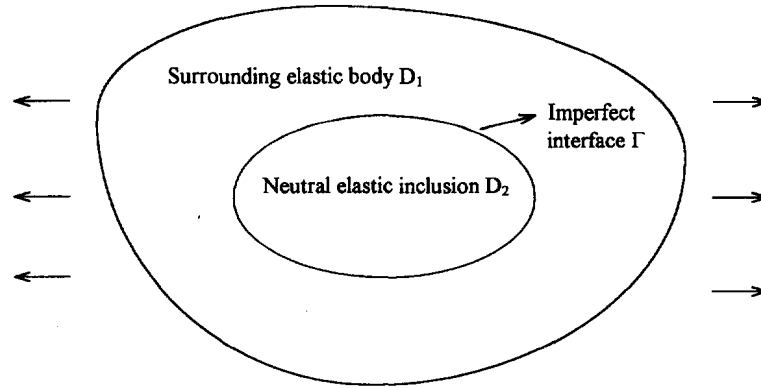 Surrounding elastic body D₁
Imperfect
interface Γ
Neutral elastic inclusion D₂